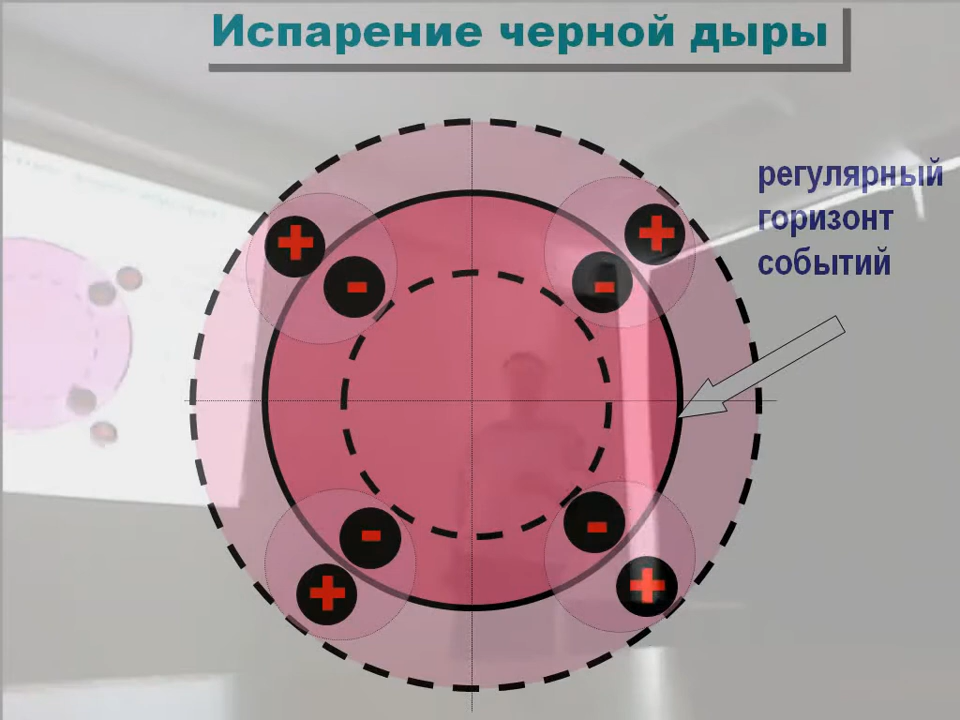 Испарение черной дыры
регулярный
горизонт
событий
+
+
-
-
-
-
+
+